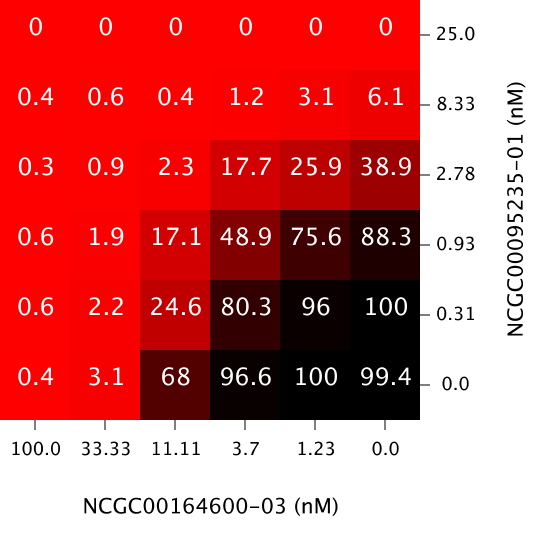 0 0 0 0 0 0 25.0
0.4 0.6 0.4 1.2 3.1 6.1 8.33
0.3 0.9 2.3 17.7 25.9 38.9 2.78
0.6 1.9 17.1 48.9 75.6 88.3 0.93
0.6 2.2 24.6 80.3 96 100 0.31
0.4 3.1 68 96.6 100 99.4 0.0
100.0 33.33 11.11 3.7 1.23 0.0
NCGC00164600-03 (nM)
NCGC00095235-01 (nM)